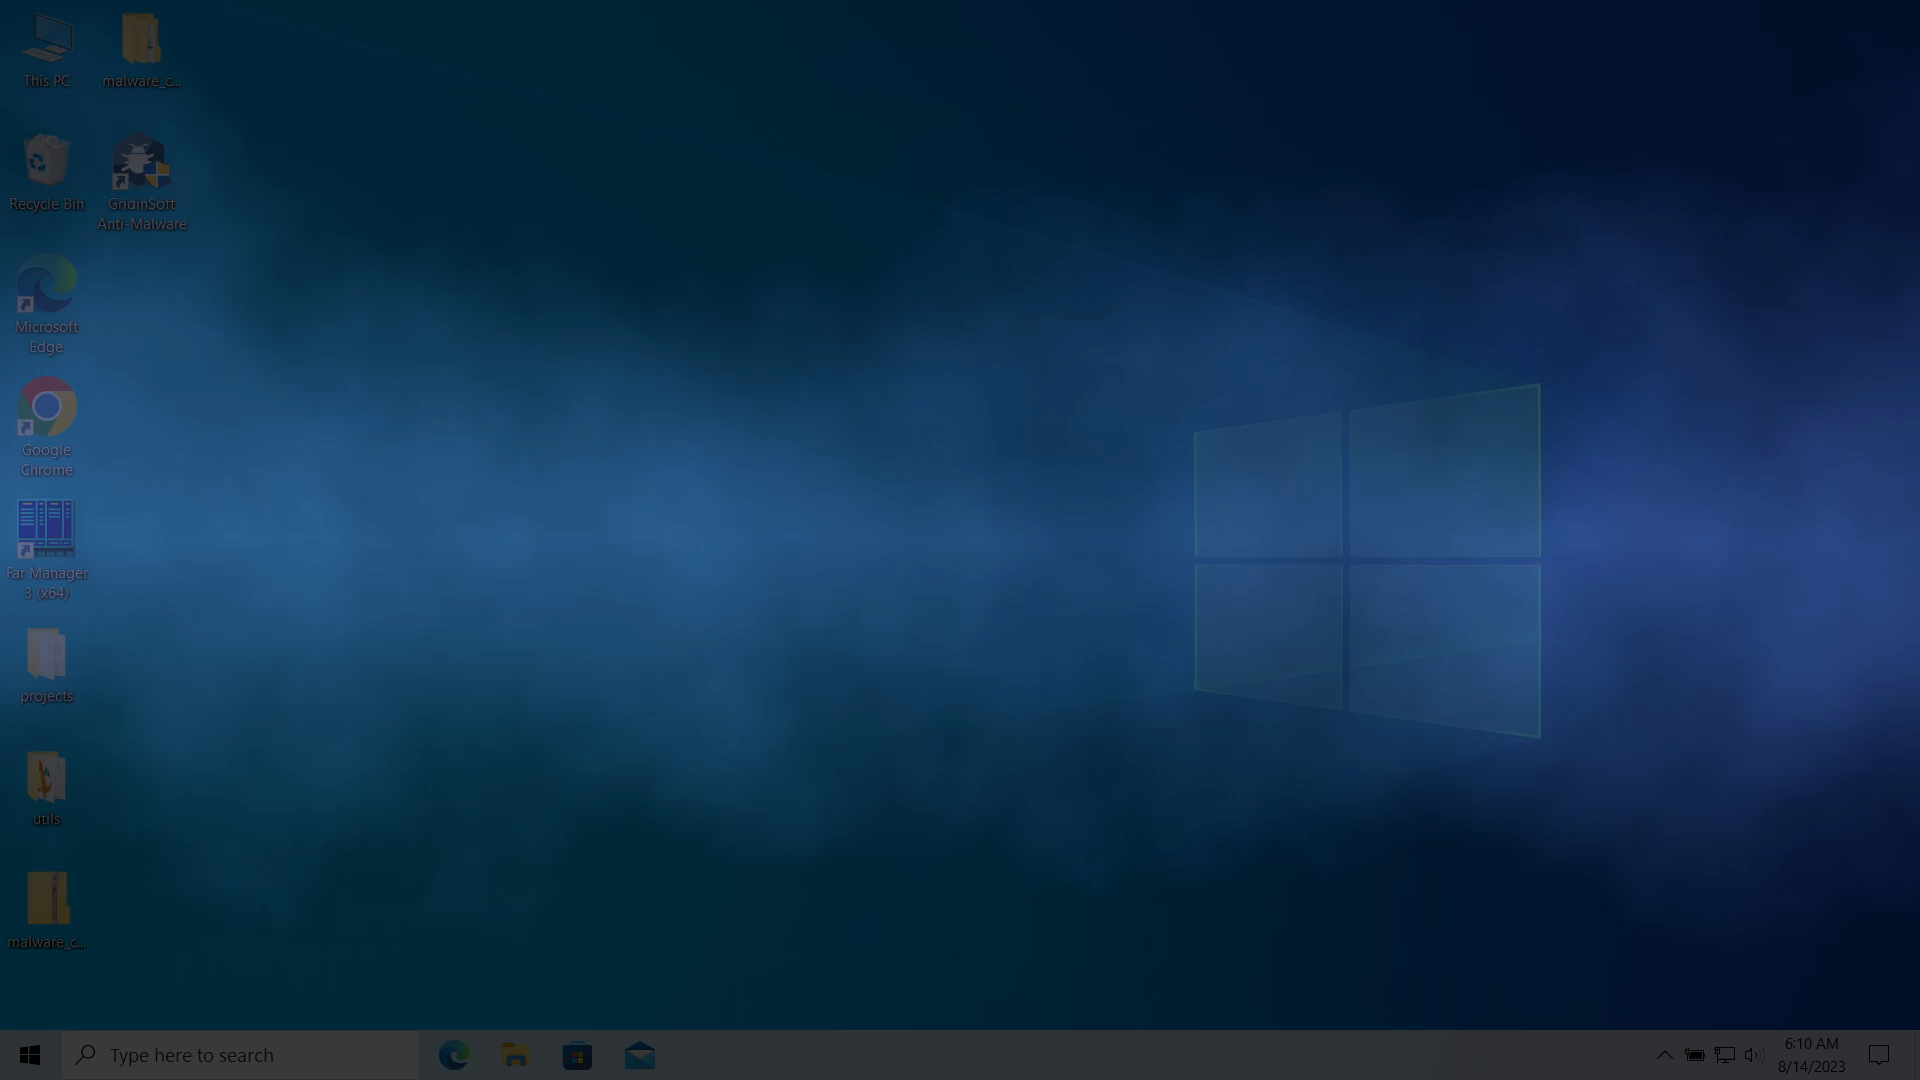 This PC
malware_c...
Recycle Bin
GridinSoft
Anti-Malware
Microsoft
Edge
Google
Chrome
Far Manager
3 (x64)
projects
utils
malware_c...
Type here to search
6:10 AM
8/14/2023